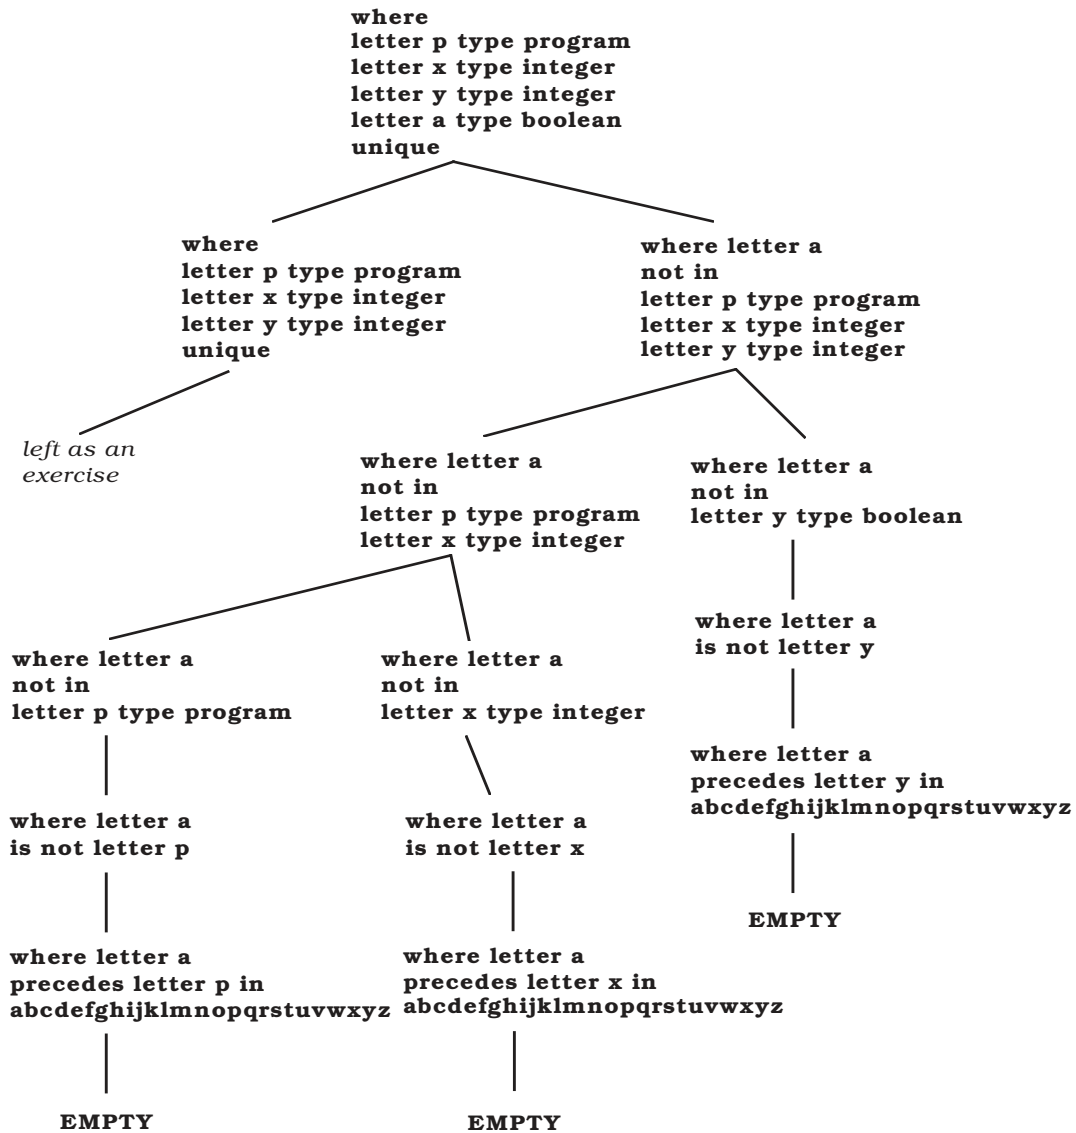 where
letter p type program
letter x type integer
letter y type integer
letter a type boolean
unique
where
letter p type program
letter x type integer
letter y type integer
unique
where letter a
not in
letter p type program
letter x type integer
letter y type integer
left as an
exercise
where letter a
not in
letter p type program
letter x type integer
where letter a
not in
letter y type boolean
where letter a
is not letter y
where letter a
precedes letter y in
abcdefghijklmnopqrstuvwxyz
EMPTY
where letter a
not in
letter p type program
where letter a
not in
letter x type integer
where letter a
is not letter p
where letter a
is not letter x
where letter a
precedes letter p in
abcdefghijklmnopqrstuvwxyz
where letter a
precedes letter x in
abcdefghijklmnopqrstuvwxyz
EMPTY
EMPTY